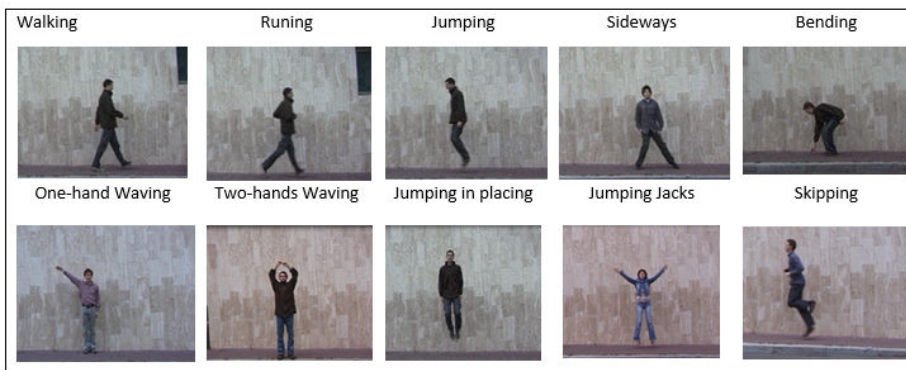 Walking Runing Jumping Sideways Bending
One-hand Waving Two-hands Waving Jumping in placing Jumping Jacks Skipping